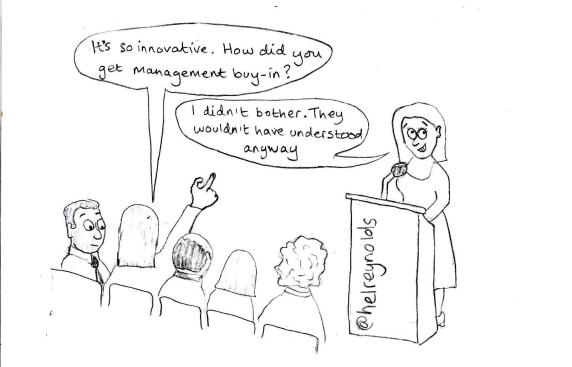 It's so innovative. How did you
get management buy-in?
I didn't bother. They
wouldn't have understood
anyway
@helreynolds